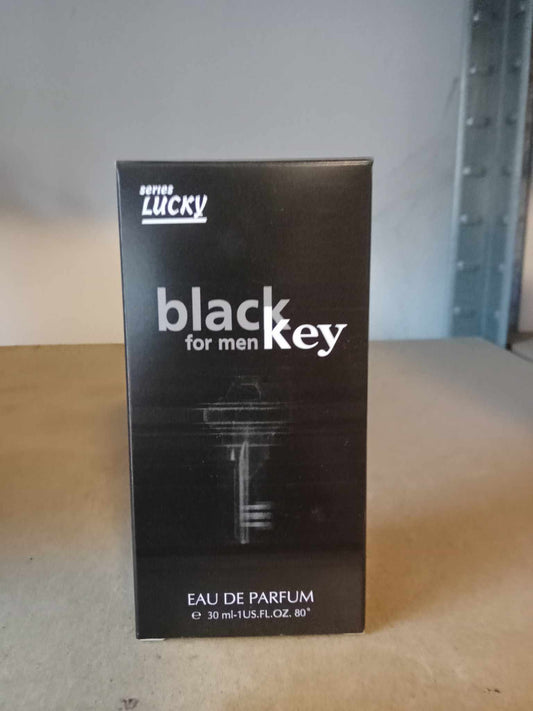 series
LUCKY
black
for men key
EAU DE PARFUM
e 30 ml-1US.FL.OZ. 80°